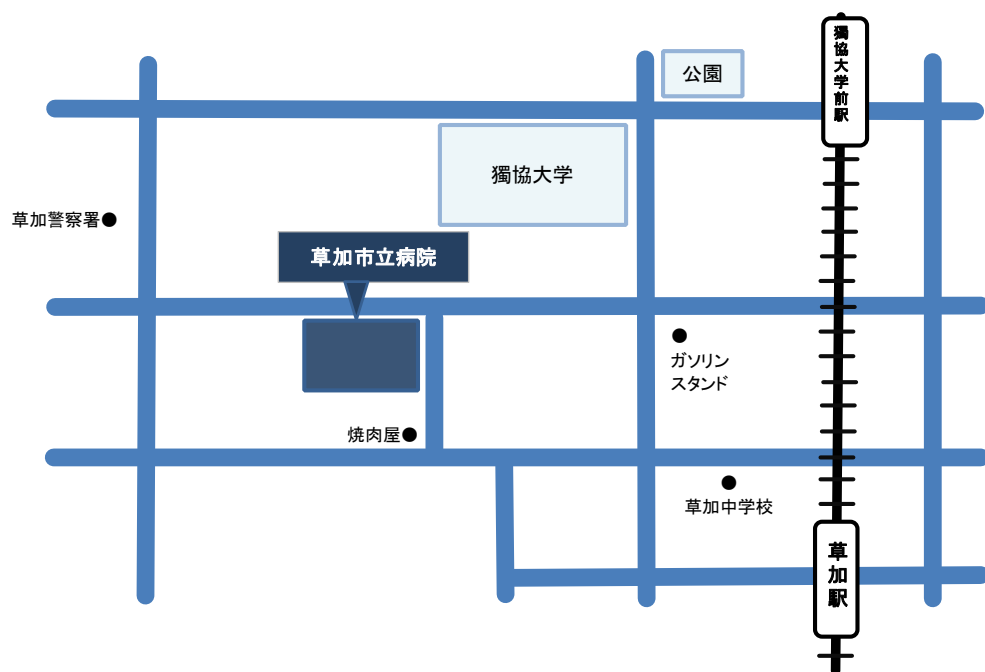 獨協大学前駅
公園
獨協大学
草加警察署
草加市立病院
ガソリン
スタンド
焼肉屋
草加中学校
草加駅